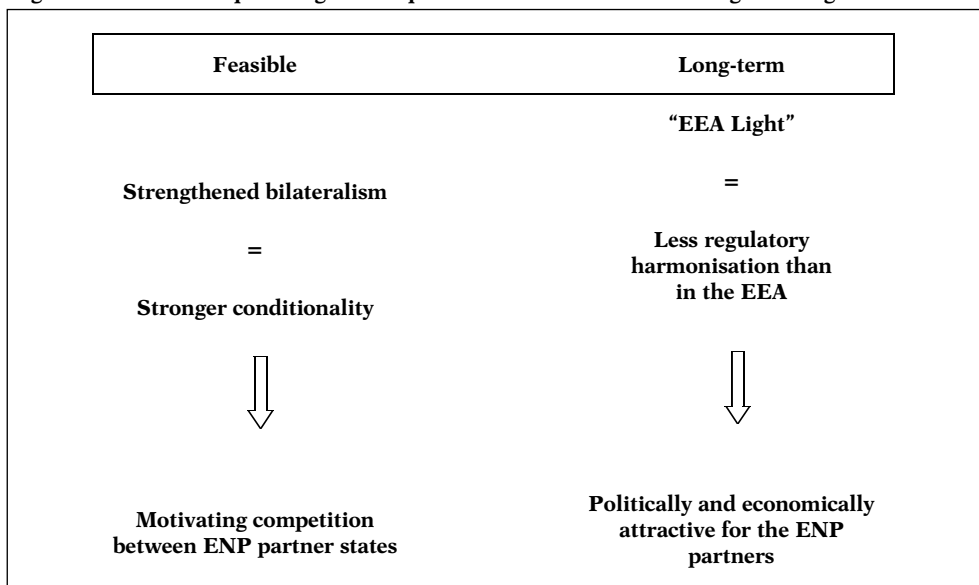 Feasible
Long-term
“EEA Light”
=
Strengthened bilateralism
=
Less regulatory
harmonisation than
in the EEA
Stronger conditionality
Motivating competition
between ENP partner states
Politically and economically
attractive for the ENP
partners